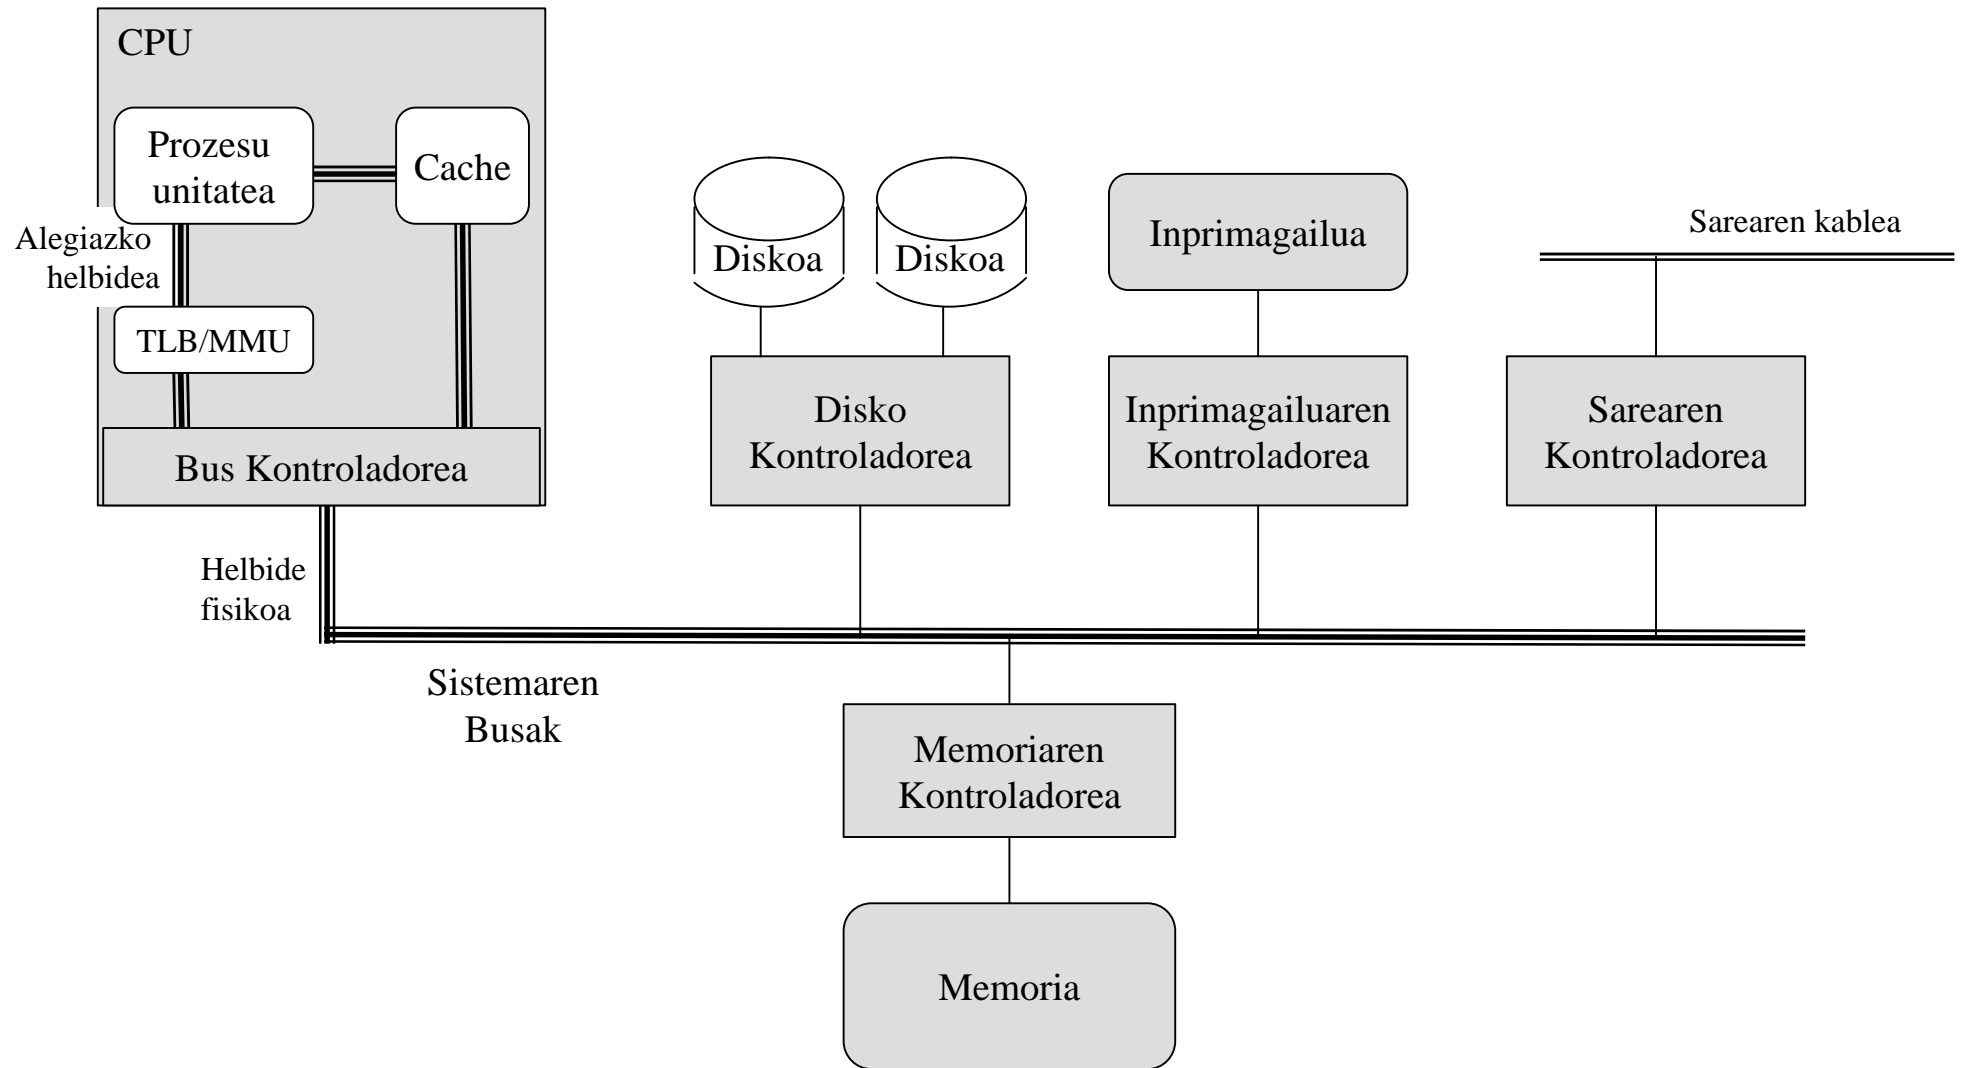 CPU
Prozesu
unitatea
Cache
Alegiazko
helbidea
TLB/MMU
Bus Kontroladorea
Diskoa
Diskoa
Inprimagailua
Sarearen kablea
Disko
Kontroladorea
Inprimagailuaren
Kontroladorea
Sarearen
Kontroladorea
Helbide
fisikoa
Sistemaren
Busak
Memoriaren
Kontroladorea
Memoria